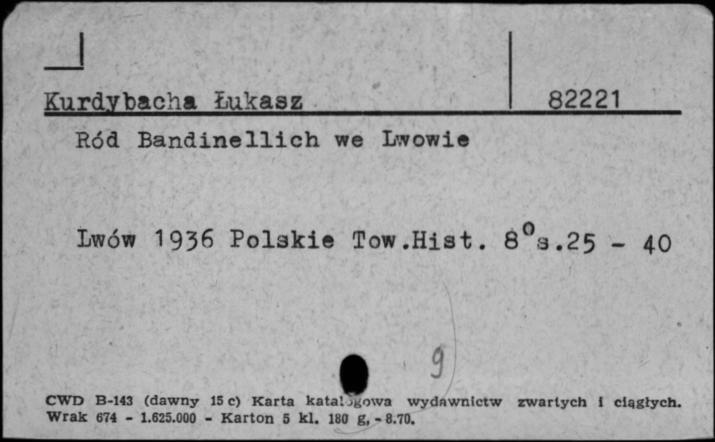 Kurdybacha Łukasz 82221
Ród Bandinellich we Lwowie
Lwów 1936 Polskie Tow.Hist. 8⁰s.25 - 40
9
CWD B-143 (dawny 15 c) Karta katalogowa wydawnictw zwartych i ciągłych.
Wrak 674 - 1.625.000 - Karton 5 kl. 180 g, - 8.70.